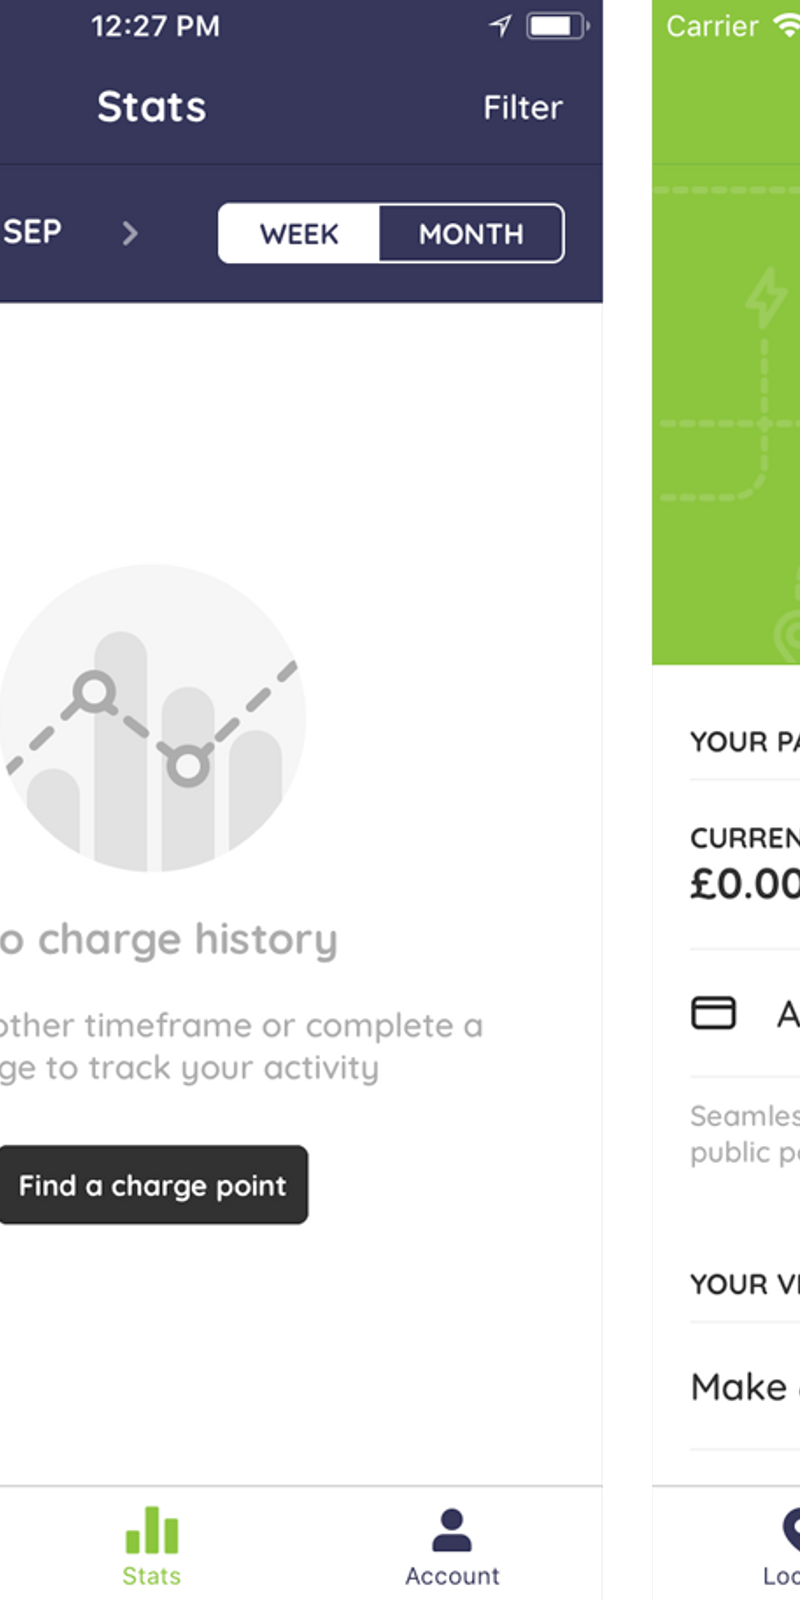 12:27 PM
Stats
Filter
SEP
WEEK
MONTH
o charge history
other timeframe or complete a
ge to track your activity
Find a charge point
Stats
Account
Carrier
YOUR PA
CURREN
£0.00
A
Seamles
public p
YOUR V
Make
Loc